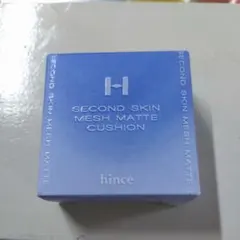 H
SECOND SKIN
MESH MATTE
CUSHION
hince
SECOND SKIN MESH MATTE
SECOND SKIN MESH MATTE